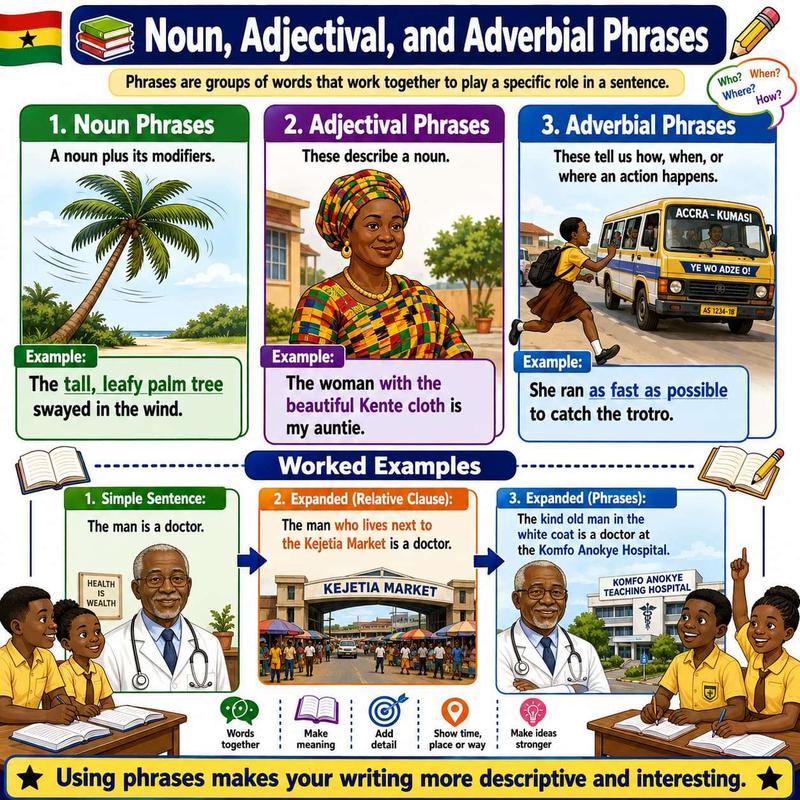 Noun, Adjectival, and Adverbial Phrases
Phrases are groups of words that work together to play a specific role in a sentence.
Who? When?
Where?
How?
1. Noun Phrases
A noun plus its modifiers.
Example:
The tall, leafy palm tree
swayed in the wind.
2. Adjectival Phrases
These describe a noun.
Example:
The woman with the
beautiful Kente cloth is
my auntie.
3. Adverbial Phrases
These tell us how, when, or
where an action happens.
ACCRA - KUMASI
YE WO ADZE O!
AS 1234-18
Example:
She ran as fast as possible
to catch the trotro.
Worked Examples
1. Simple Sentence:
The man is a doctor.
HEALTH
IS
WEALTH
2. Expanded (Relative Clause):
The man who lives next to
the Kejetia Market is a doctor.
KEJETIA MARKET
3. Expanded (Phrases):
The kind old man in the
white coat is a doctor at
the Komfo Anokye Hospital.
KOMFO ANOKYE
TEACHING HOSPITAL
Words
together
Make
meaning
Add
detail
Show time,
place or way
Make ideas
stronger
Using phrases makes your writing more descriptive and interesting.